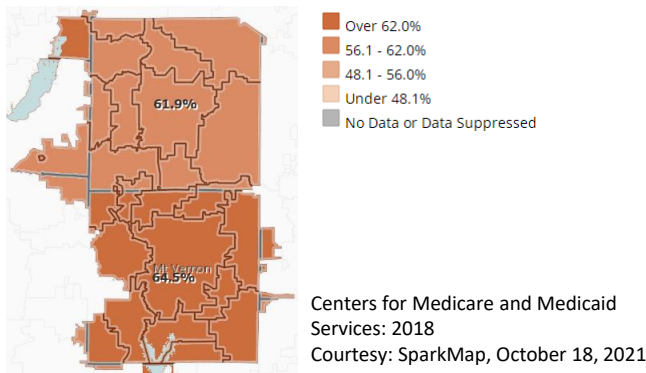 Over 62.0%
56.1 - 62.0%
48.1 - 56.0%
Under 48.1%
No Data or Data Suppressed
61.9%
Mt Vernon
64.5%
Centers for Medicare and Medicaid
Services: 2018
Courtesy: SparkMap, October 18, 2021